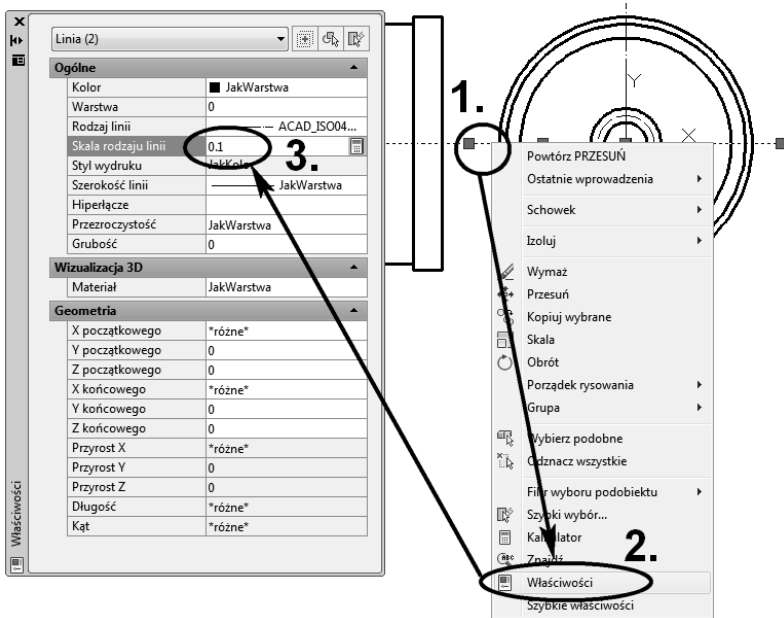 Linia (2)
Ogólne
Kolor JakWarstwa
Warstwa 0
Rodzaj linii ACAD_ISO04...
Skala rodzaju linii 0.1
Styl wydruku JakKolor
Szerokość linii JakWarstwa
Hiperłącze
Przezroczystość JakWarstwa
Grubość 0
Wizualizacja 3D
Materiał JakWarstwa
Geometria
X początkowego *różne*
Y początkowego 0
Z początkowego 0
X końcowego *różne*
Y końcowego 0
Z końcowego 0
Przyrost X *różne*
Przyrost Y 0
Przyrost Z 0
Długość *różne*
Kąt *różne*
Właściwości
1.
3.
Y
X
Powtórz PRZESUŃ
Ostatnie wprowadzenia
Schowek
Izoluj
Wymaż
Przesuń
Kopiuj wybrane
Skala
Obrót
Porządek rysowania
Grupa
Wybierz podobne
Odznacz wszystkie
Filtr wyboru podobiektu
Szybki wybór...
Kalkulator
Znajdź...
2.
Właściwości
Szybkie właściwości